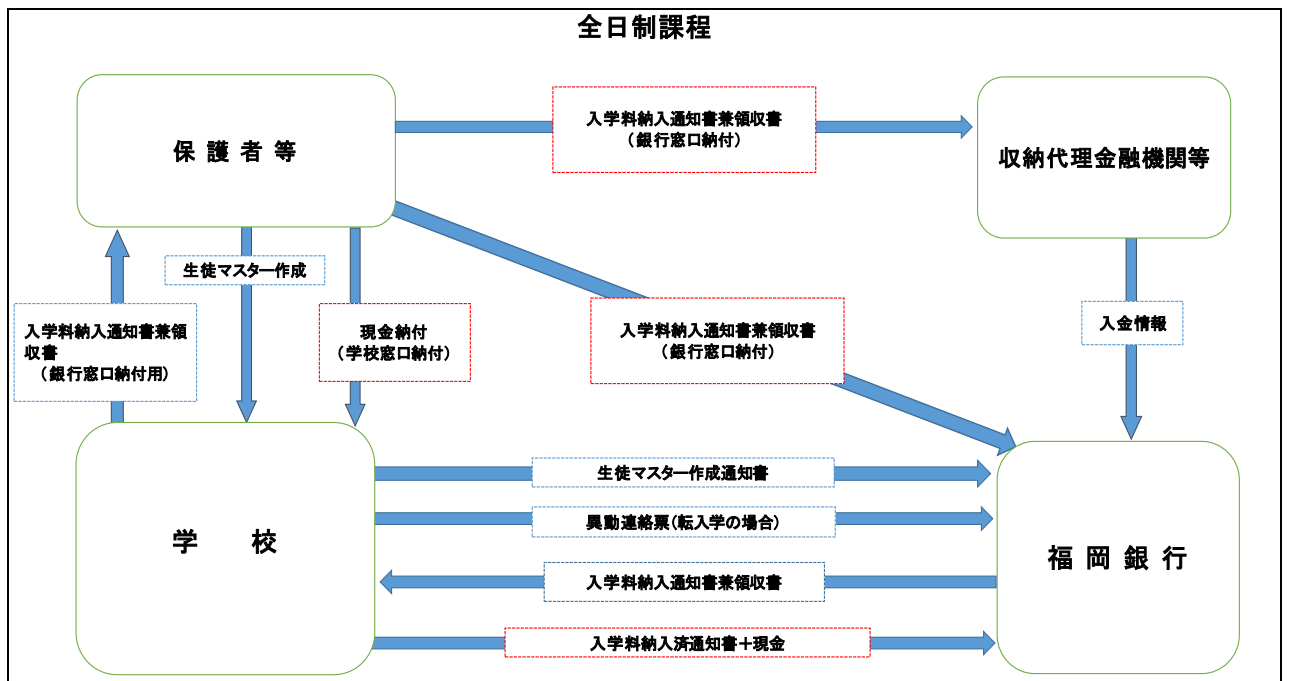 全日制課程
保護者等
入学料納入通知書兼領収書
（銀行窓口納付）
収納代理金融機関等
生徒マスター作成
入学料納入通知書兼領
収書
（銀行窓口納付用）
現金納付
（学校窓口納付）
入学料納入通知書兼領収書
（銀行窓口納付）
入金情報
学校
生徒マスター作成通知書
異動連絡票（転入学の場合）
入学料納入通知書兼領収書
入学料納入済通知書＋現金
福岡銀行